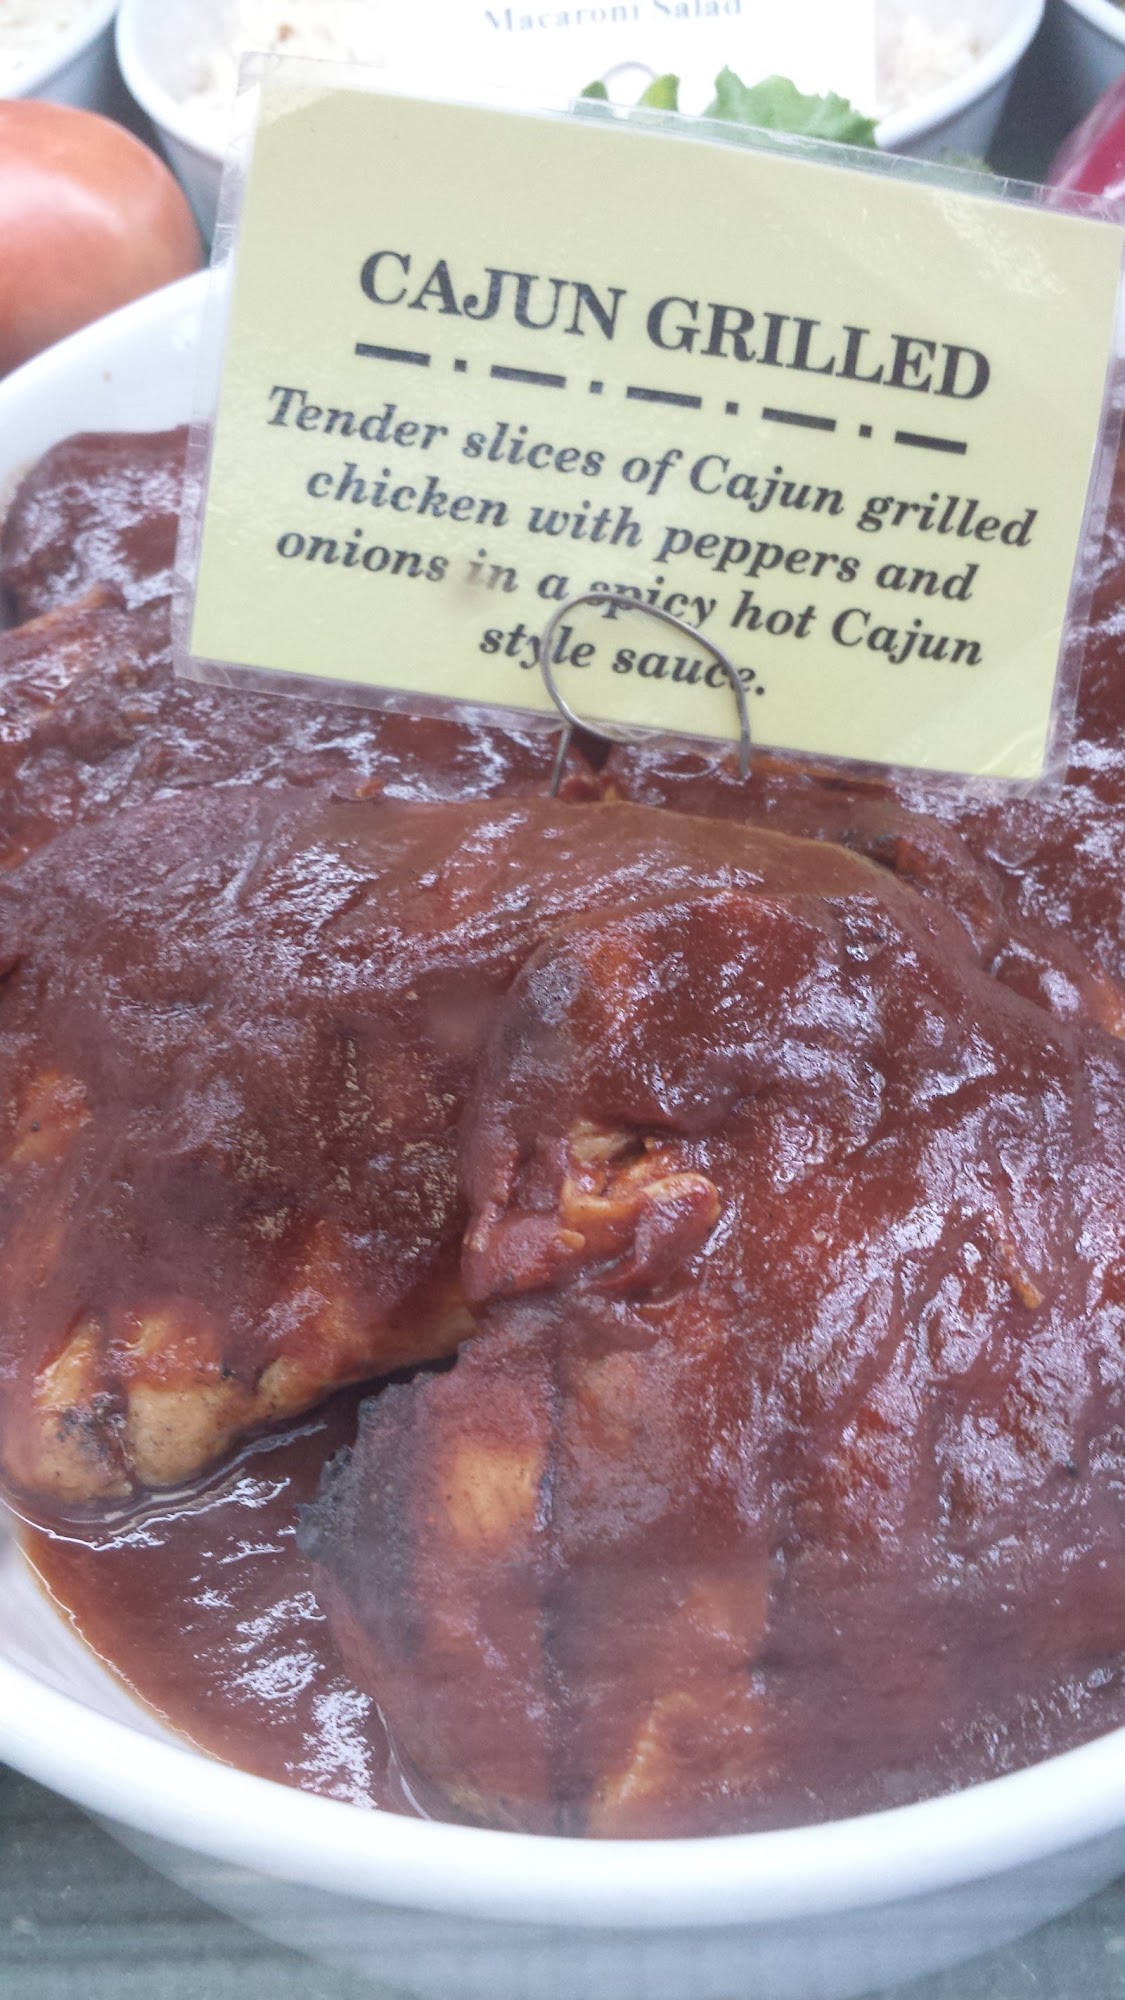 Macaroni Salad
CAJUN GRILLED
Tender slices of Cajun grilled
chicken with peppers and
onions in a spicy hot Cajun
style sauce.